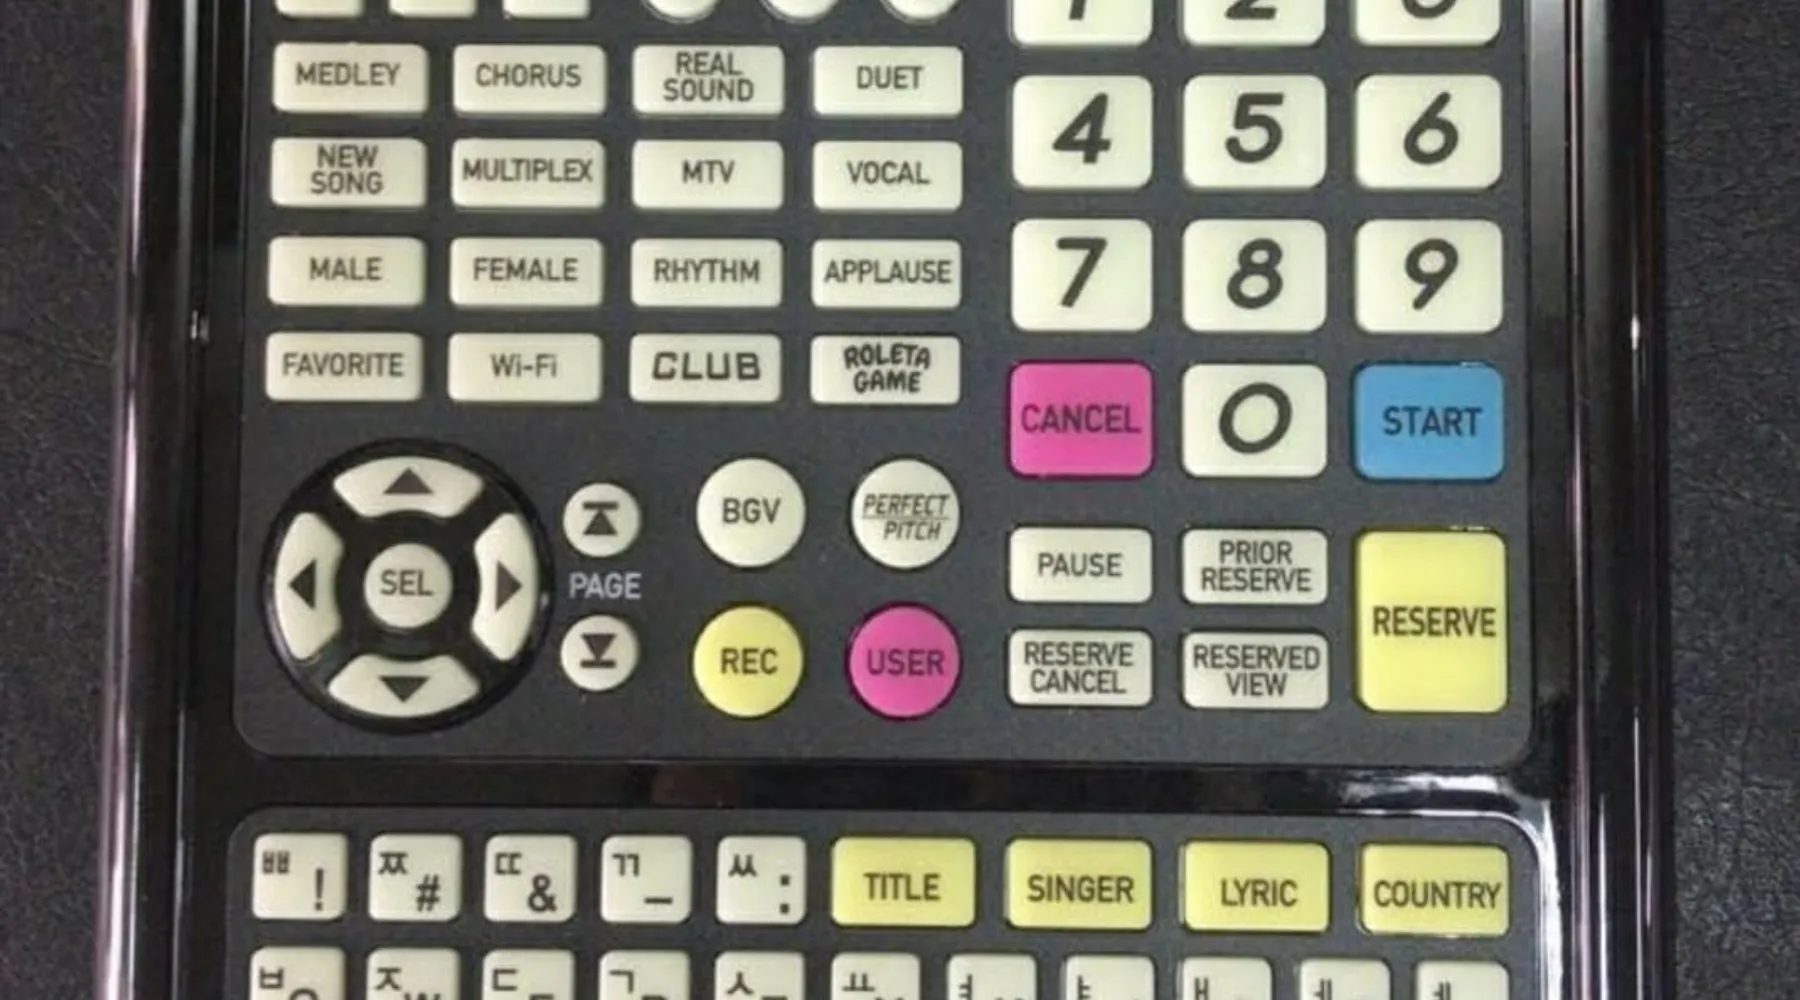 1 2
MEDLEY CHORUS REAL SOUND DUET
4 5 6
NEW SONG MULTIPLEX MTV VOCAL
MALE FEMALE RHYTHM APPLAUSE
7 8 9
FAVORITE Wi-Fi CLUB ROLETA GAME
CANCEL 0 START
BGV PERFECT PITCH
SEL PAGE
PAUSE PRIOR RESERVE
RESERVE
REC USER
RESERVE CANCEL RESERVED VIEW
ㅃ ! ㅉ # ㄸ & ㄲ _ ㅆ : TITLE SINGER LYRIC COUNTRY
ㅂ ㅈ ㄷ ㄱ ㅅ ㅛ ㅕ ㅑ ㅐ ㅔ